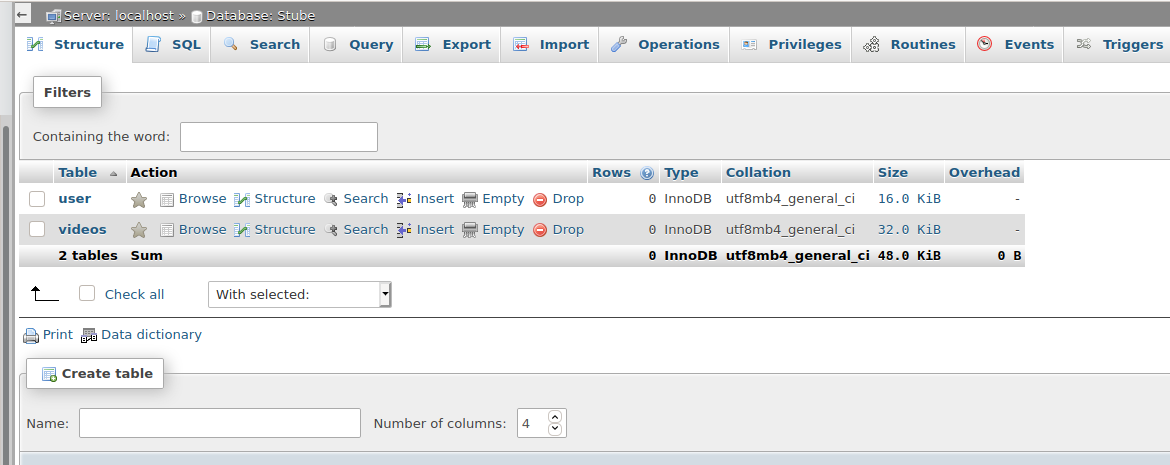 ← Server: localhost » Database: Stube
Structure SQL Search Query Export Import Operations Privileges Routines Events Triggers
Filters
Containing the word:
Table Action Rows Type Collation Size Overhead
user Browse Structure Search Insert Empty Drop 0 InnoDB utf8mb4_general_ci 16.0 KiB -
videos Browse Structure Search Insert Empty Drop 0 InnoDB utf8mb4_general_ci 32.0 KiB -
2 tables Sum 0 InnoDB utf8mb4_general_ci 48.0 KiB 0 B
Check all With selected:
Print Data dictionary
Create table
Name: Number of columns: 4